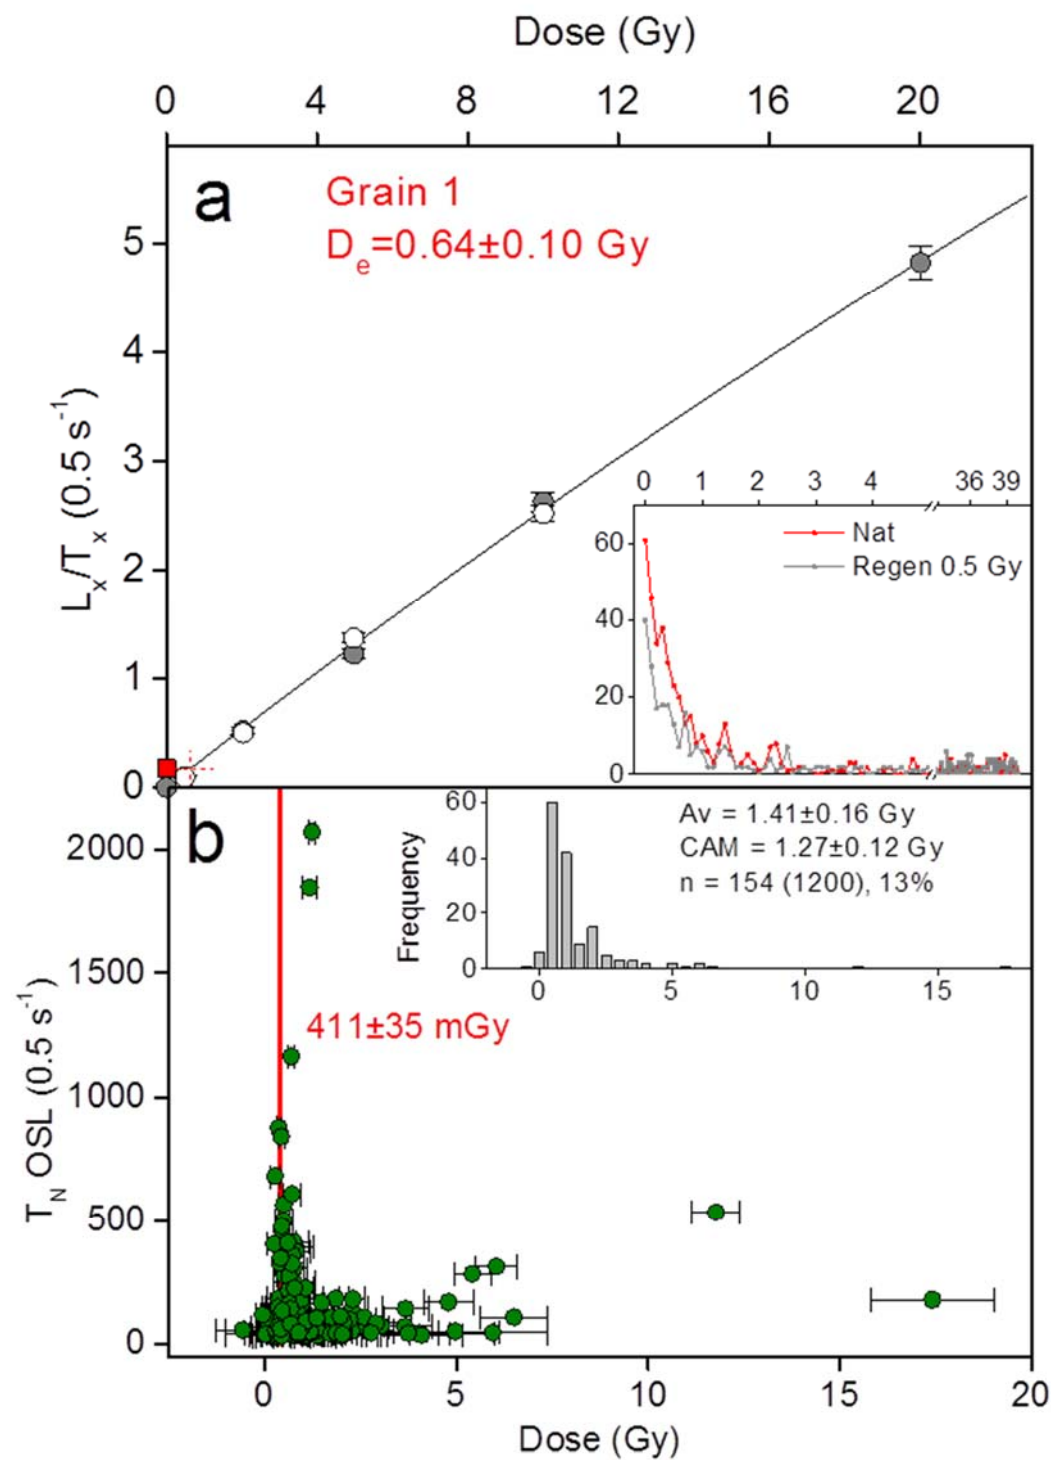 Dose (Gy)
0 4 8 12 16 20
a
Grain 1
De=0.64±0.10 Gy
5
4
3
2
1
0
Lx/Tx (0.5 s-1)
0 1 2 3 4 36 39
60
40
20
0
Nat
Regen 0.5 Gy
b
2000
1500
1000
500
0
TN OSL (0.5 s-1)
411±35 mGy
60
40
20
0
Frequency
0 5 10 15
Av = 1.41±0.16 Gy
CAM = 1.27±0.12 Gy
n = 154 (1200), 13%
0 5 10 15 20
Dose (Gy)